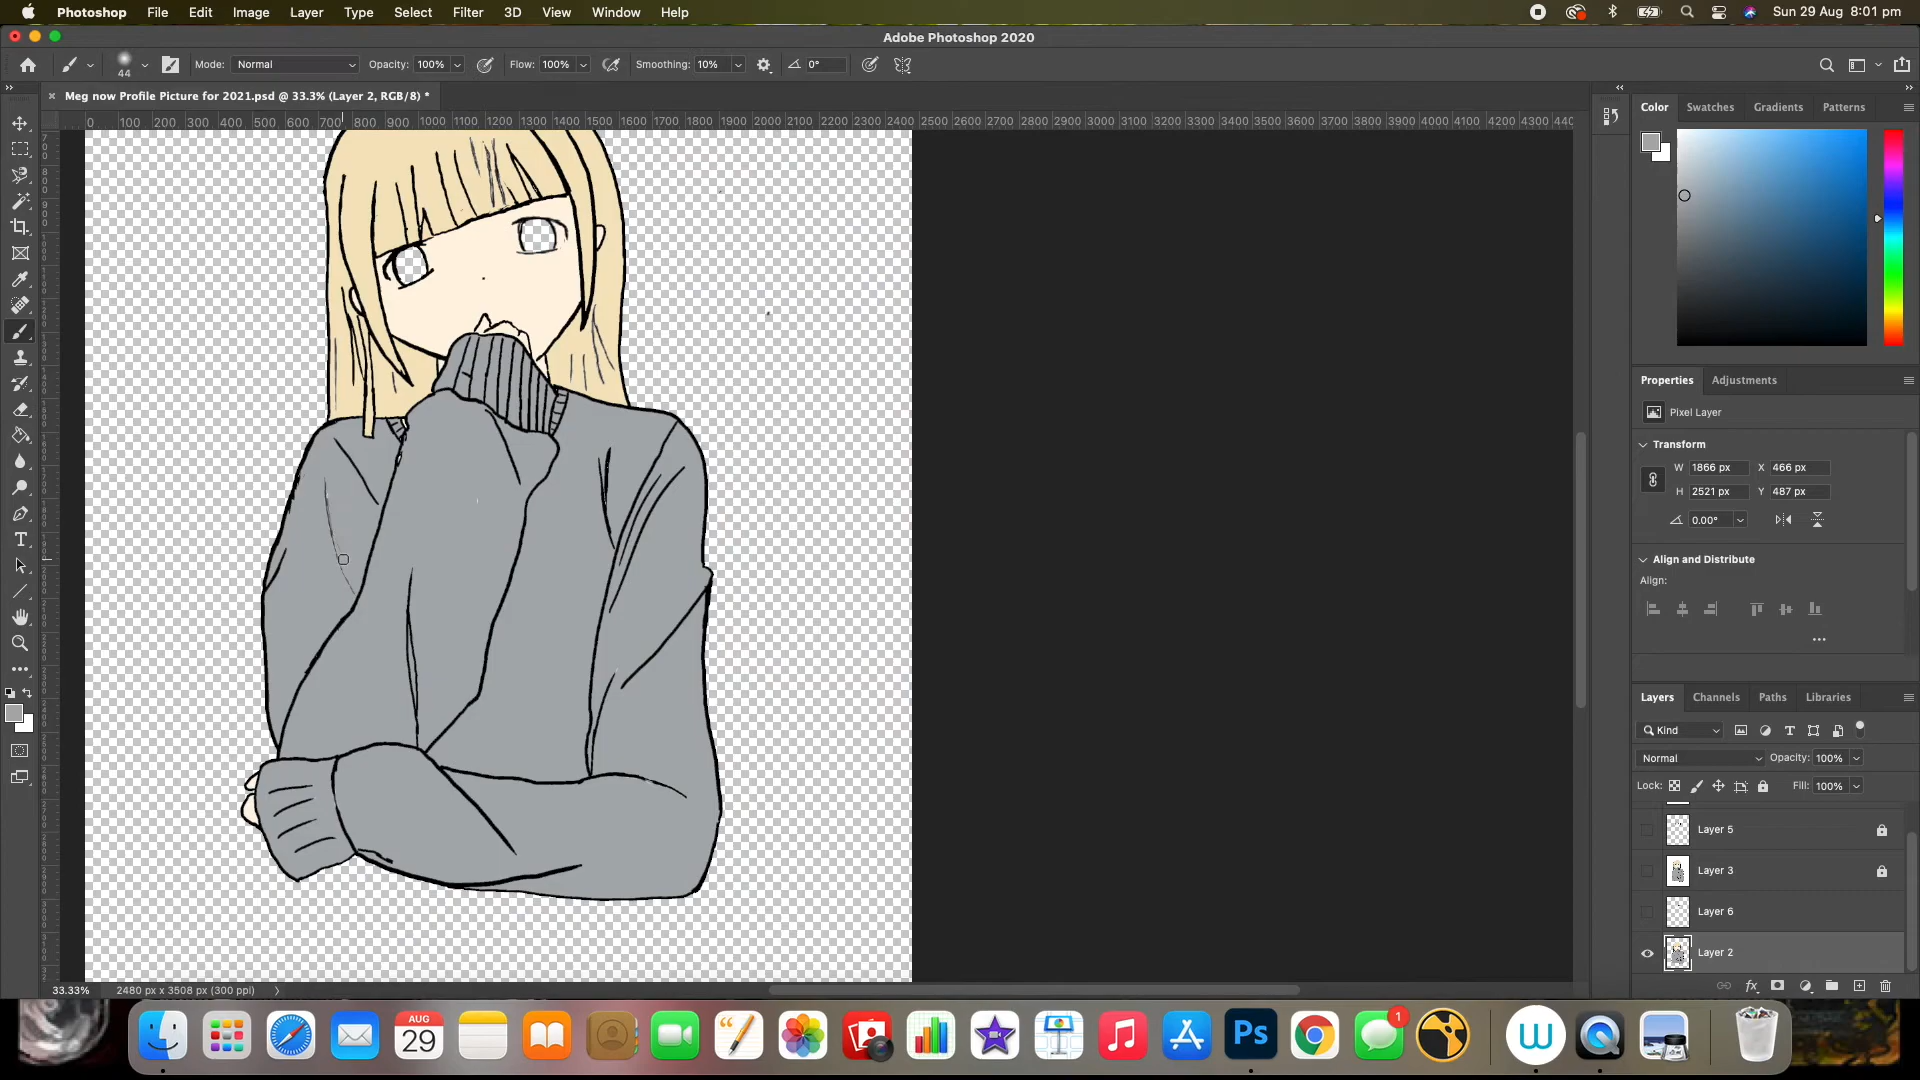 Photoshop File Edit Image Layer Type Select Filter 3D View Window Help Sun 29 Aug 8:01 pm
Adobe Photoshop 2020
44 Mode: Normal Opacity: 100% Flow: 100% Smoothing: 10% 0°
Meg now Profile Picture for 2021.psd @ 33.3% (Layer 2, RGB/8) *
0 100 200 300 400 500 600 700 800 900 1000 1100 1200 1300 1400 1500 1600 1700 1800 1900 2000 2100 2200 2300 2400 2500 2600 2700 2800 2900 3000 3100 3200 3300 3400 3500 3600 3700 3800 3900 4000 4100 4200 4300
Color Swatches Gradients Patterns
Properties Adjustments
Pixel Layer
Transform
W 1866 px X 466 px
H 2521 px Y 487 px
0.00°
Align and Distribute
Align:
Layers Channels Paths Libraries
Kind
Normal Opacity: 100%
Lock: Fill: 100%
Layer 5
Layer 3
Layer 6
Layer 2
fx
33.33% 2480 px x 3508 px (300 ppi)
AUG
29
Ps
W
1